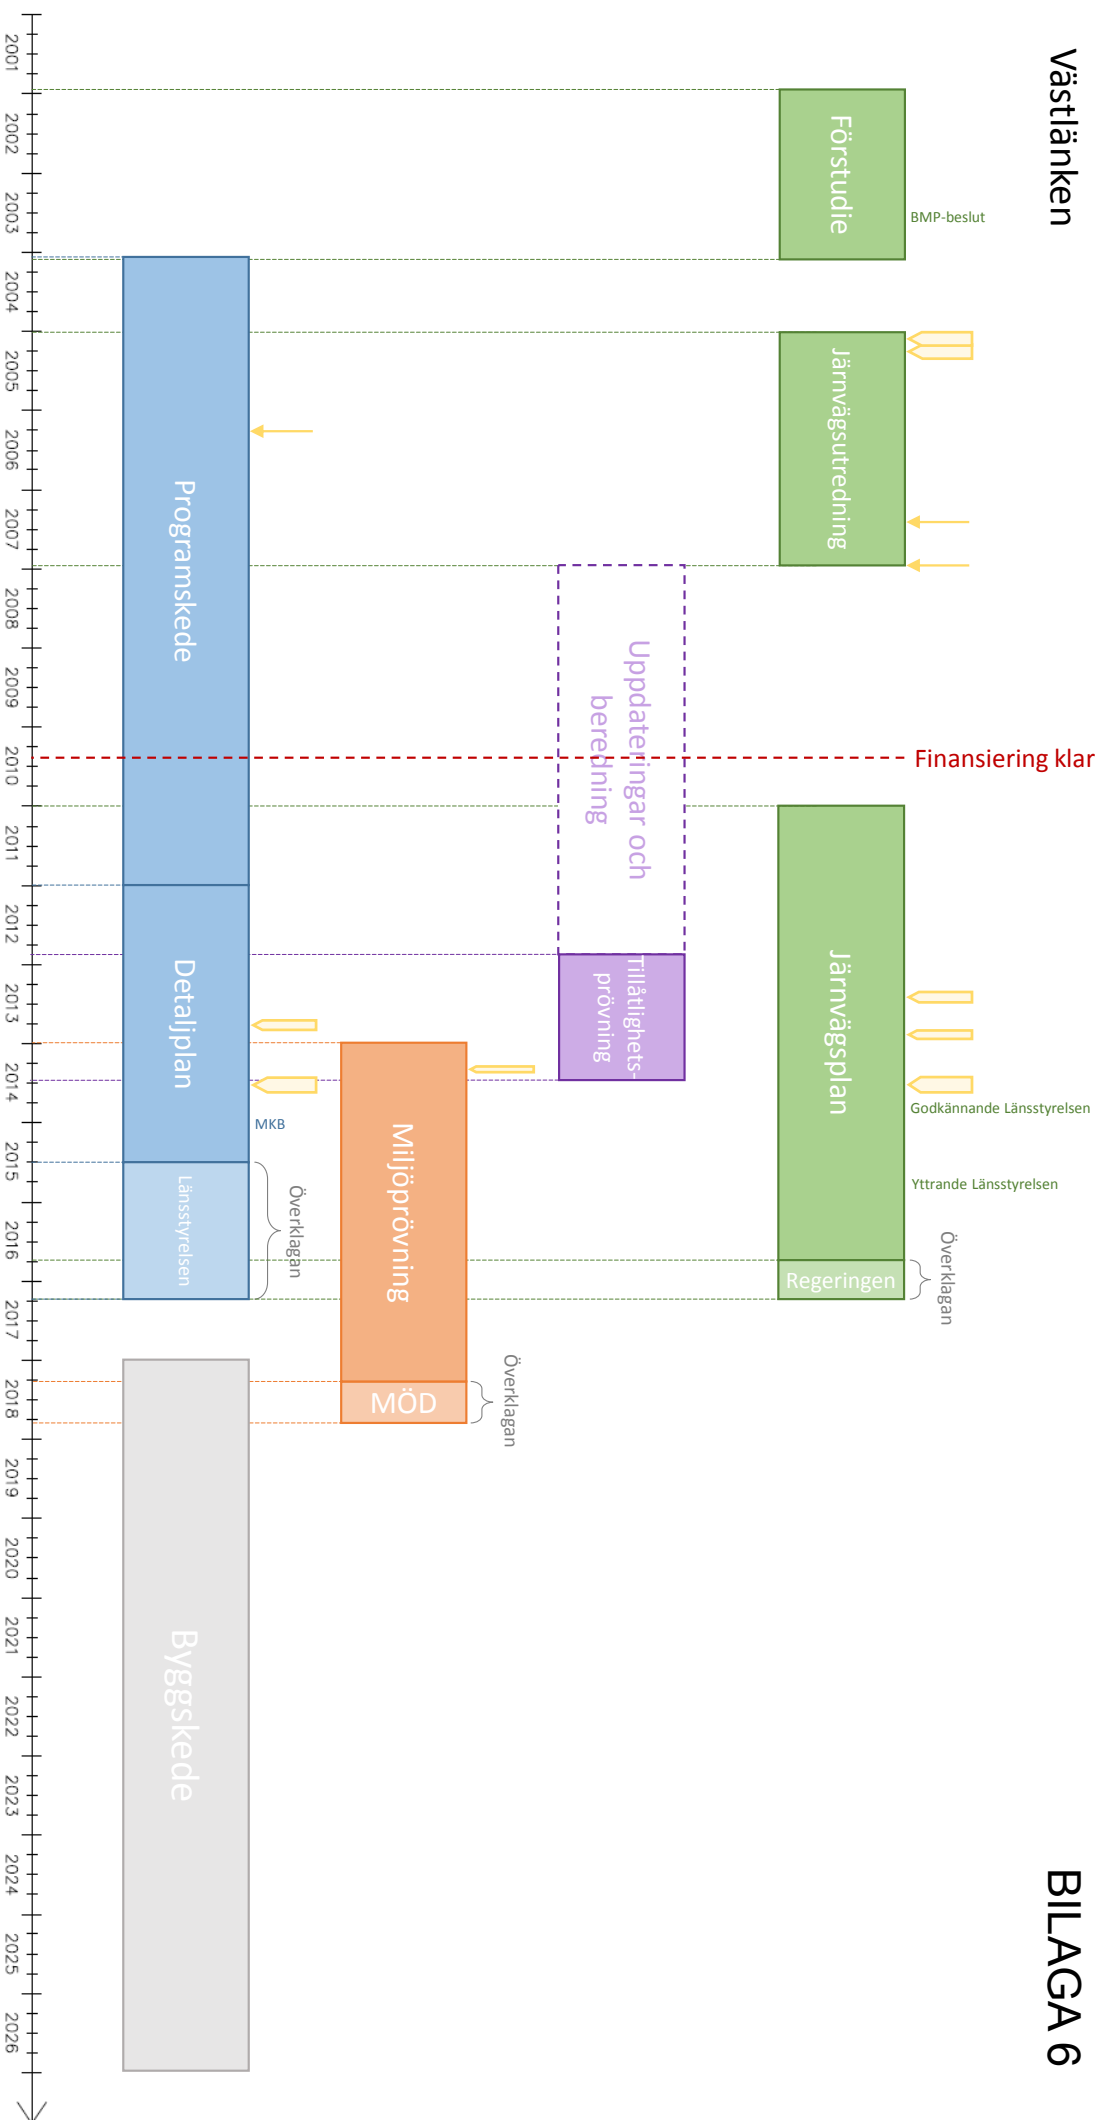 Västlänken
BILAGA 6
Förstudie
BMP-beslut
Järnvägsutredning
Järnvägsplan
Godkännande Länsstyrelsen
Yttrande Länsstyrelsen
Regeringen
Överklagan
Finansiering klar
Uppdateringar och
beredning
Tillåtlighets-
prövning
Miljöprövning
MÖD
Överklagan
Programskede
Detaljplan
MKB
Länsstyrelsen
Överklagan
Byggskede
2001
2002
2003
2004
2005
2006
2007
2008
2009
2010
2011
2012
2013
2014
2015
2016
2017
2018
2019
2020
2021
2022
2023
2024
2025
2026